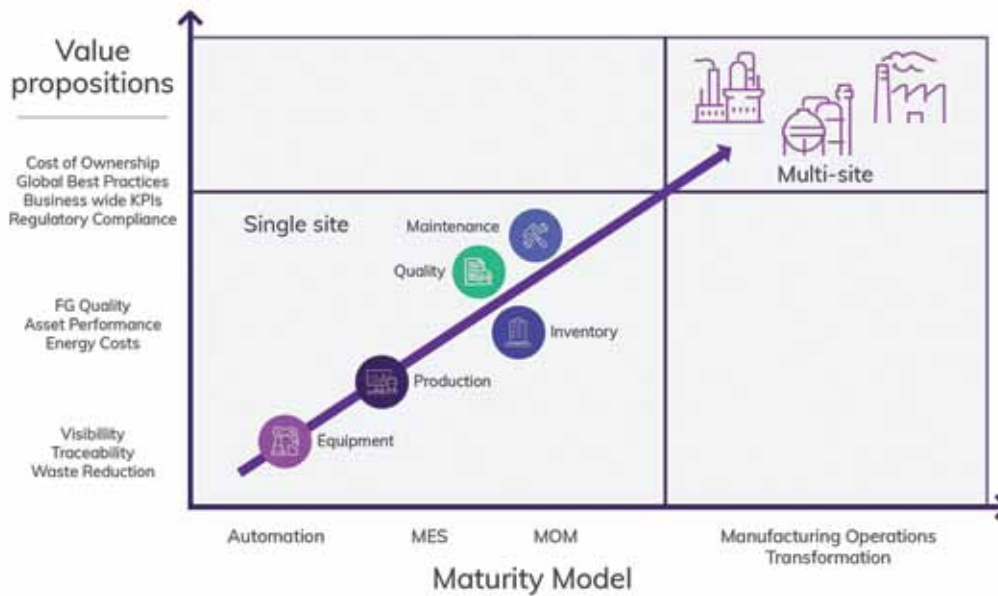 Value
propositions
Cost of Ownership
Global Best Practices
Business wide KPIs
Regulatory Compliance
FG Quality
Asset Performance
Energy Costs
Visibility
Traceability
Waste Reduction
Single site
Maintenance
Quality
Inventory
Production
Equipment
Multi-site
Automation
MES
MOM
Manufacturing Operations
Transformation
Maturity Model